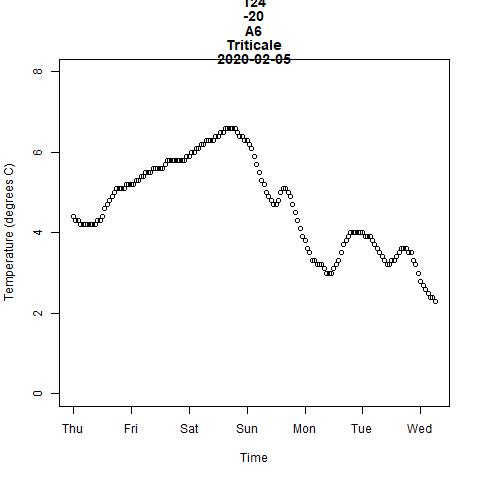 124
-20
A6
Triticale
2020-02-05
Temperature (degrees C)
8
6
4
2
0
Thu Fri Sat Sun Mon Tue Wed
Time